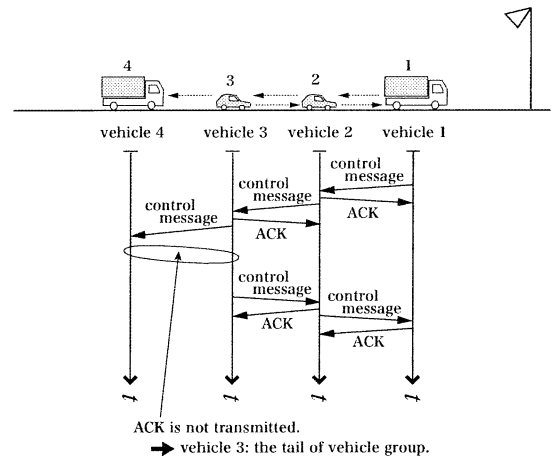 4
3
2
1
vehicle 4
vehicle 3
vehicle 2
vehicle 1
control
message
control
message
ACK
control
message
ACK
control
message
control
message
ACK
ACK
ACK is not transmitted.
vehicle 3: the tail of vehicle group.